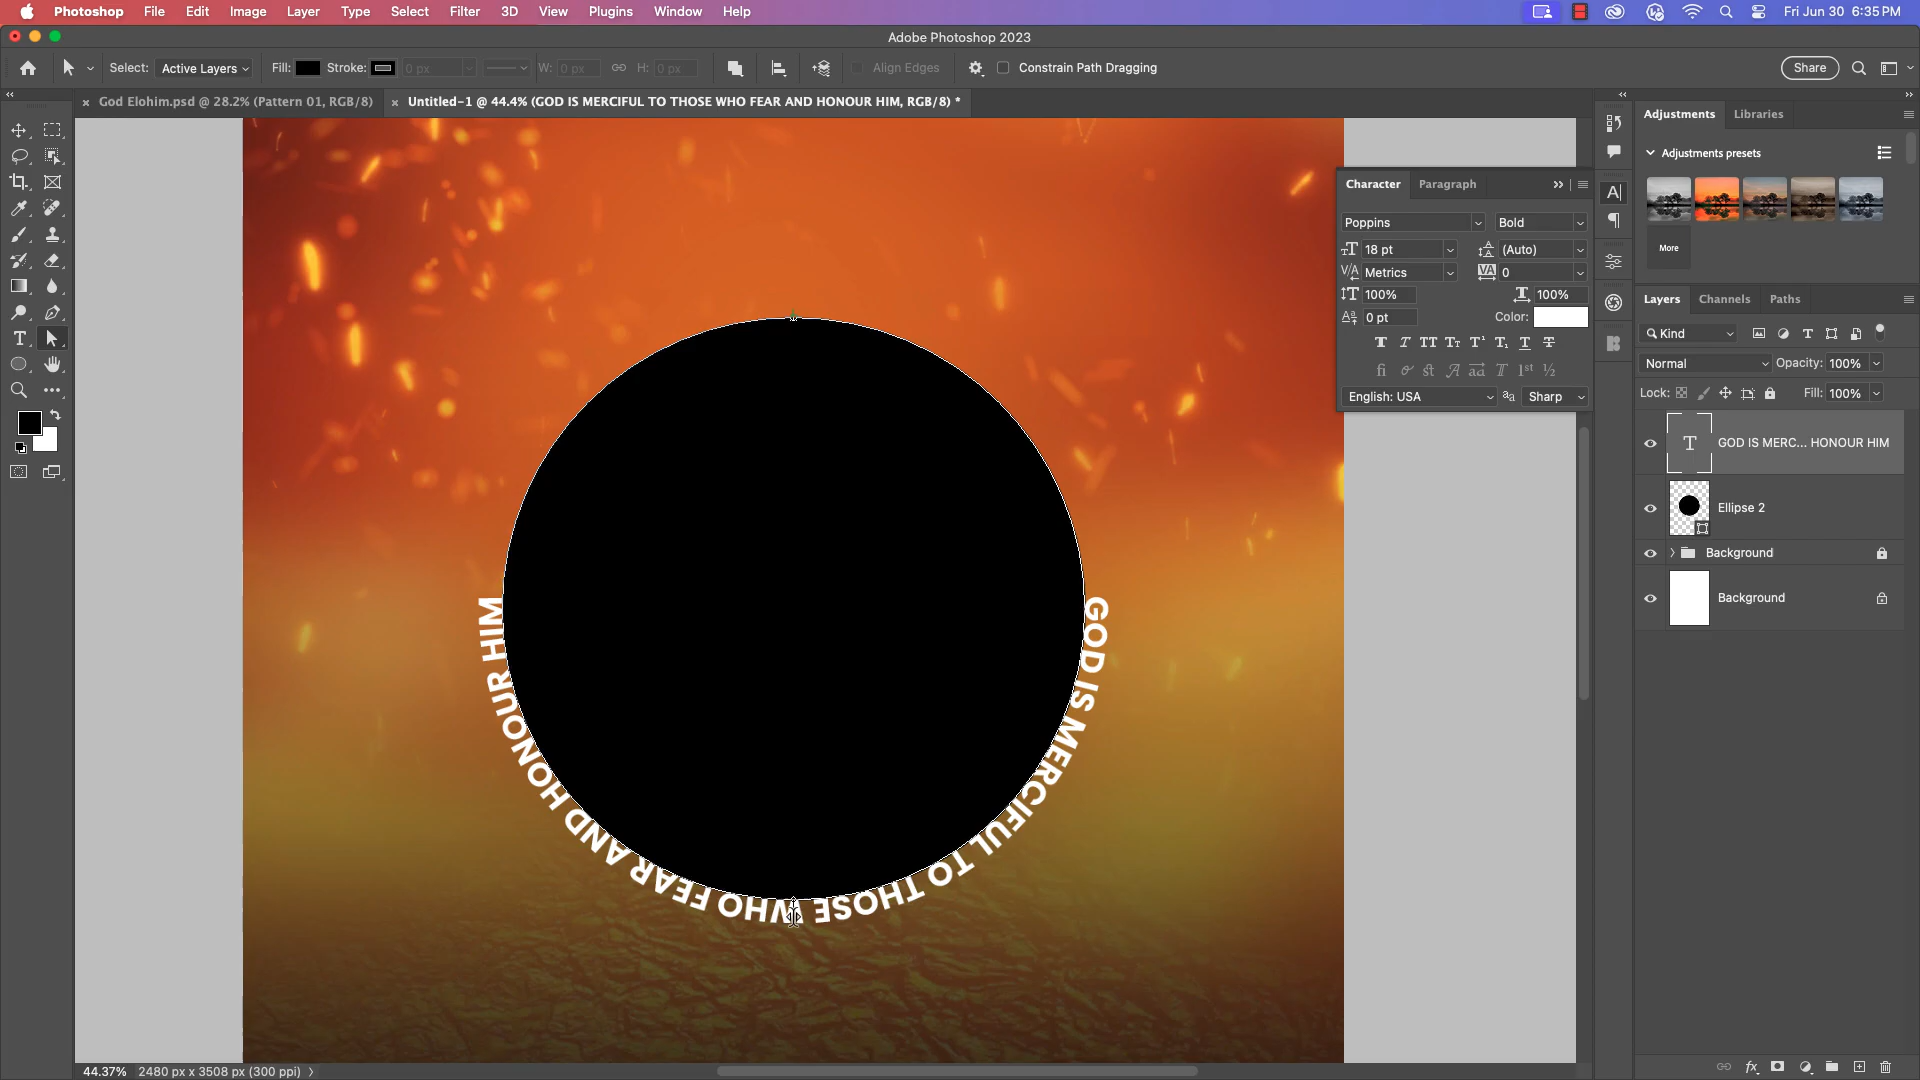 Photoshop File Edit Image Layer Type Select Filter 3D View Plugins Window Help Fri Jun 30 6:35 PM
Adobe Photoshop 2023
Select: Active Layers Fill: Stroke: 0 px W: 0 px H: 0 px Align Edges Constrain Path Dragging Share
God Elohim.psd @ 28.2% (Pattern 01, RGB/8) Untitled-1 @ 44.4% (GOD IS MERCIFUL TO THOSE WHO FEAR AND HONOUR HIM, RGB/8) *
Adjustments Libraries
Adjustments presets
More
Character Paragraph
Poppins Bold
18 pt (Auto)
Metrics 0
100% 100%
0 pt Color:
English: USA Sharp
Layers Channels Paths
Kind
Normal Opacity: 100%
Lock: Fill: 100%
GOD IS MERC... HONOUR HIM
Ellipse 2
Background
Background
GOD IS MERCIFUL TO THOSE WHO FEAR AND HONOUR HIM
44.37% 2480 px x 3508 px (300 ppi)